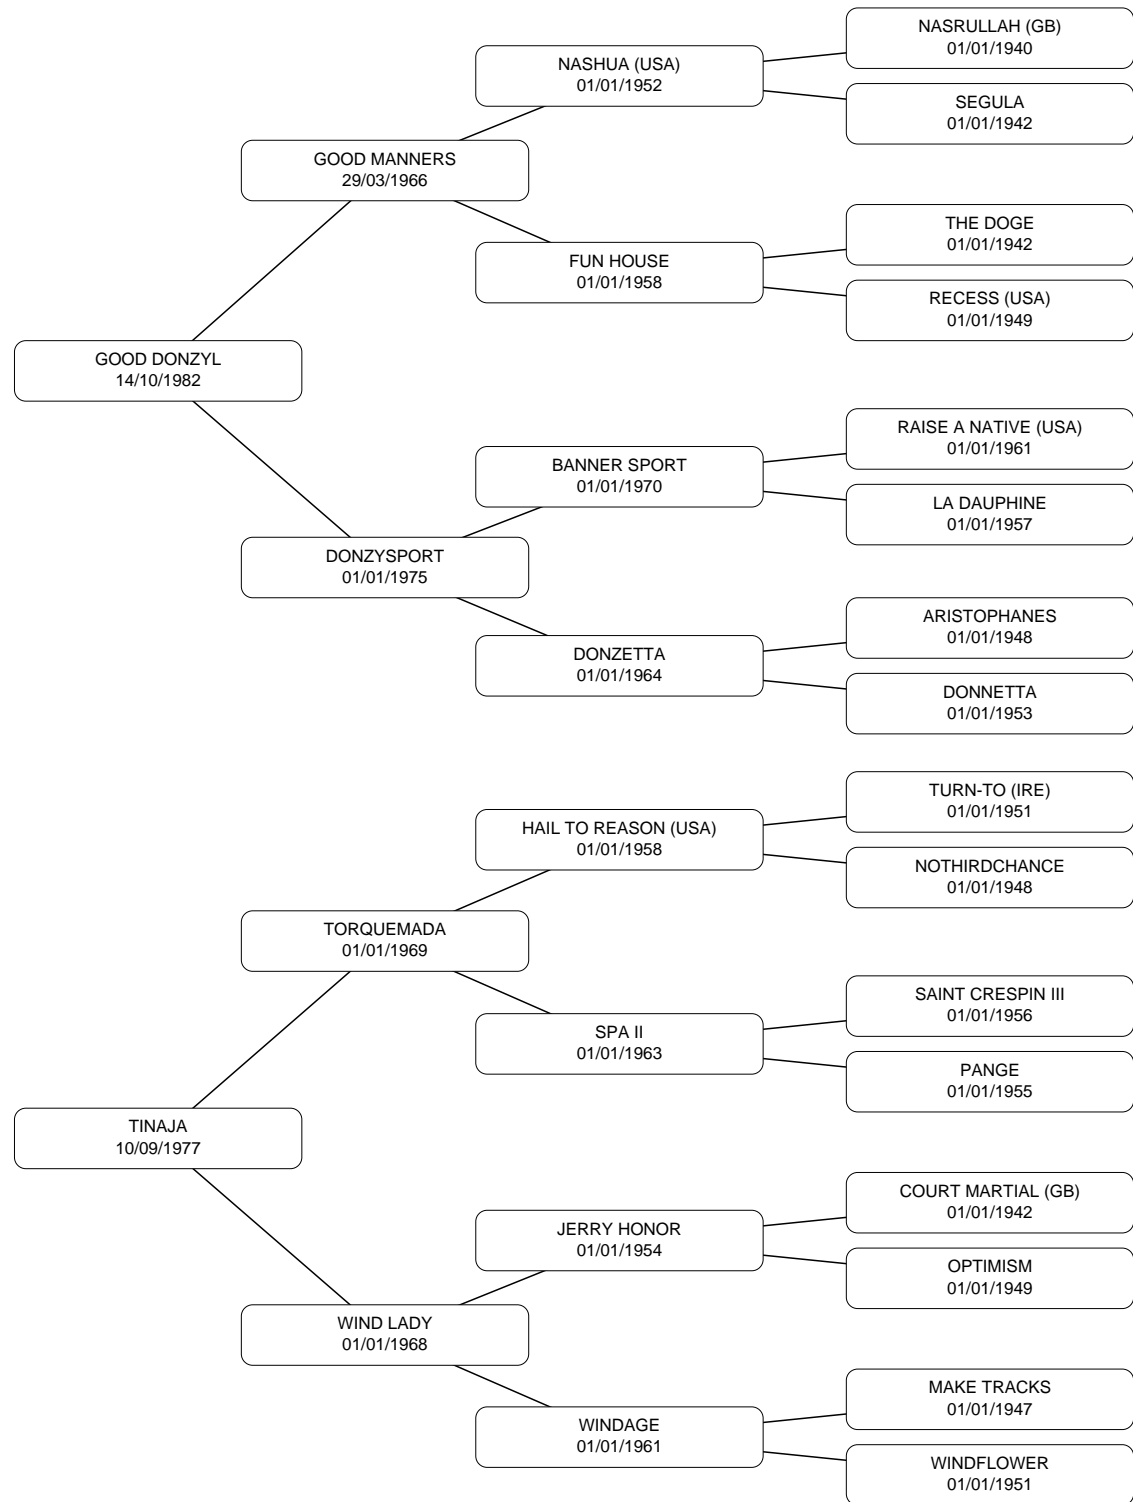 NASRULLAH (GB)
01/01/1940
NASHUA (USA)
01/01/1952
SEGULA
01/01/1942
GOOD MANNERS
29/03/1966
THE DOGE
01/01/1942
FUN HOUSE
01/01/1958
RECESS (USA)
01/01/1949
GOOD DONZYL
14/10/1982
RAISE A NATIVE (USA)
01/01/1961
BANNER SPORT
01/01/1970
LA DAUPHINE
01/01/1957
DONZYSPORT
01/01/1975
ARISTOPHANES
01/01/1948
DONZETTA
01/01/1964
DONNETTA
01/01/1953
TURN-TO (IRE)
01/01/1951
HAIL TO REASON (USA)
01/01/1958
NOTHIRDCHANCE
01/01/1948
TORQUEMADA
01/01/1969
SAINT CRESPIN III
01/01/1956
SPA II
01/01/1963
PANGE
01/01/1955
TINAJA
10/09/1977
COURT MARTIAL (GB)
01/01/1942
JERRY HONOR
01/01/1954
OPTIMISM
01/01/1949
WIND LADY
01/01/1968
MAKE TRACKS
01/01/1947
WINDAGE
01/01/1961
WINDFLOWER
01/01/1951